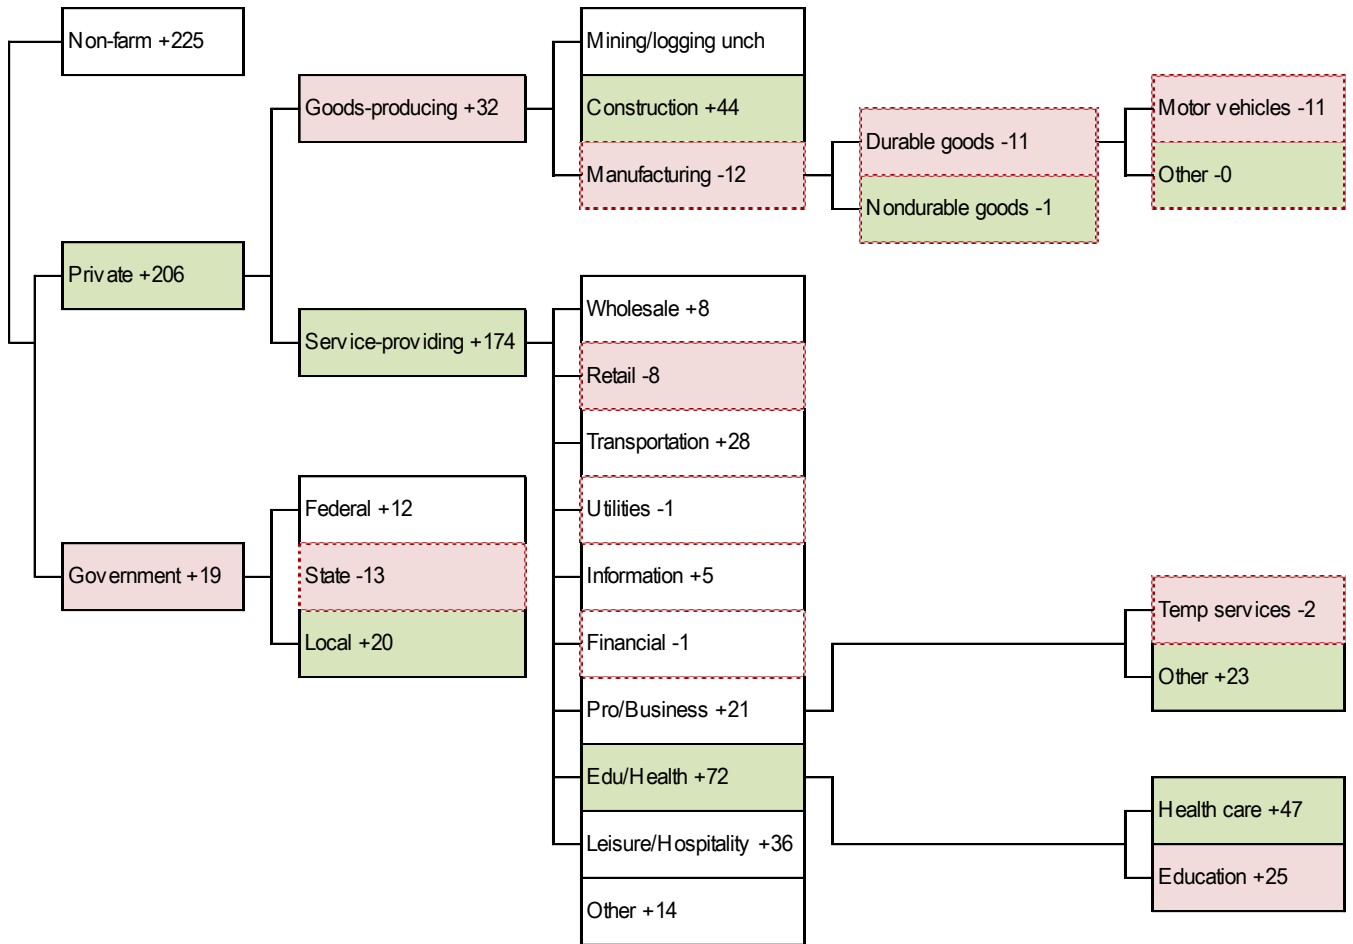 Non-farm +225
Private +206
Government +19
Goods-producing +32
Service-providing +174
Federal +12
State -13
Local +20
Mining/logging unch
Construction +44
Manufacturing -12
Wholesale +8
Retail -8
Transportation +28
Utilities -1
Information +5
Financial -1
Pro/Business +21
Edu/Health +72
Leisure/Hospitality +36
Other +14
Durable goods -11
Nondurable goods -1
Motor vehicles -11
Other -0
Temp services -2
Other +23
Health care +47
Education +25